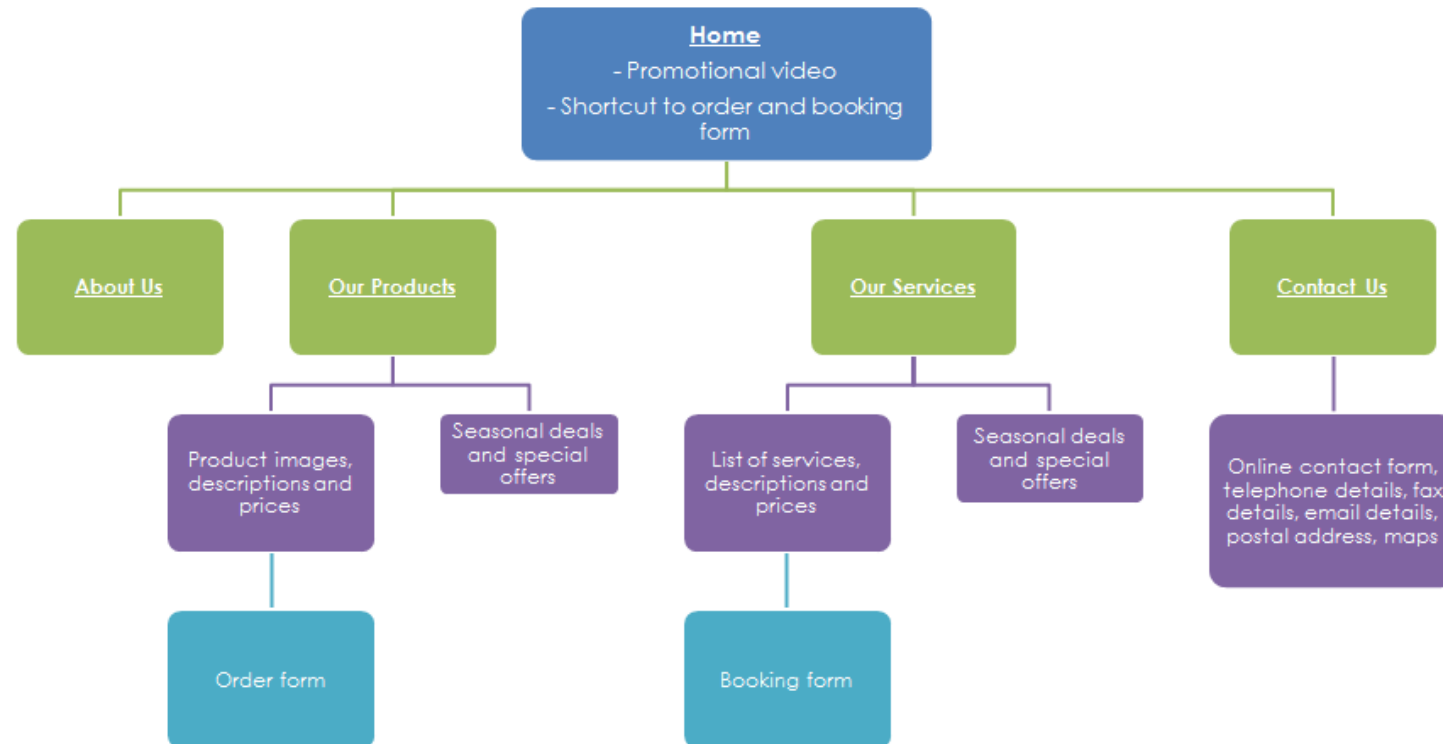 Home
- Promotional video
- Shortcut to order and booking
form
About Us
Our Products
Our Services
Contact Us
Product images,
descriptions and
prices
Seasonal deals
and special
offers
List of services,
descriptions and
prices
Seasonal deals
and special
offers
Online contact form,
telephone details, fax
details, email details,
postal address, maps
Order form
Booking form